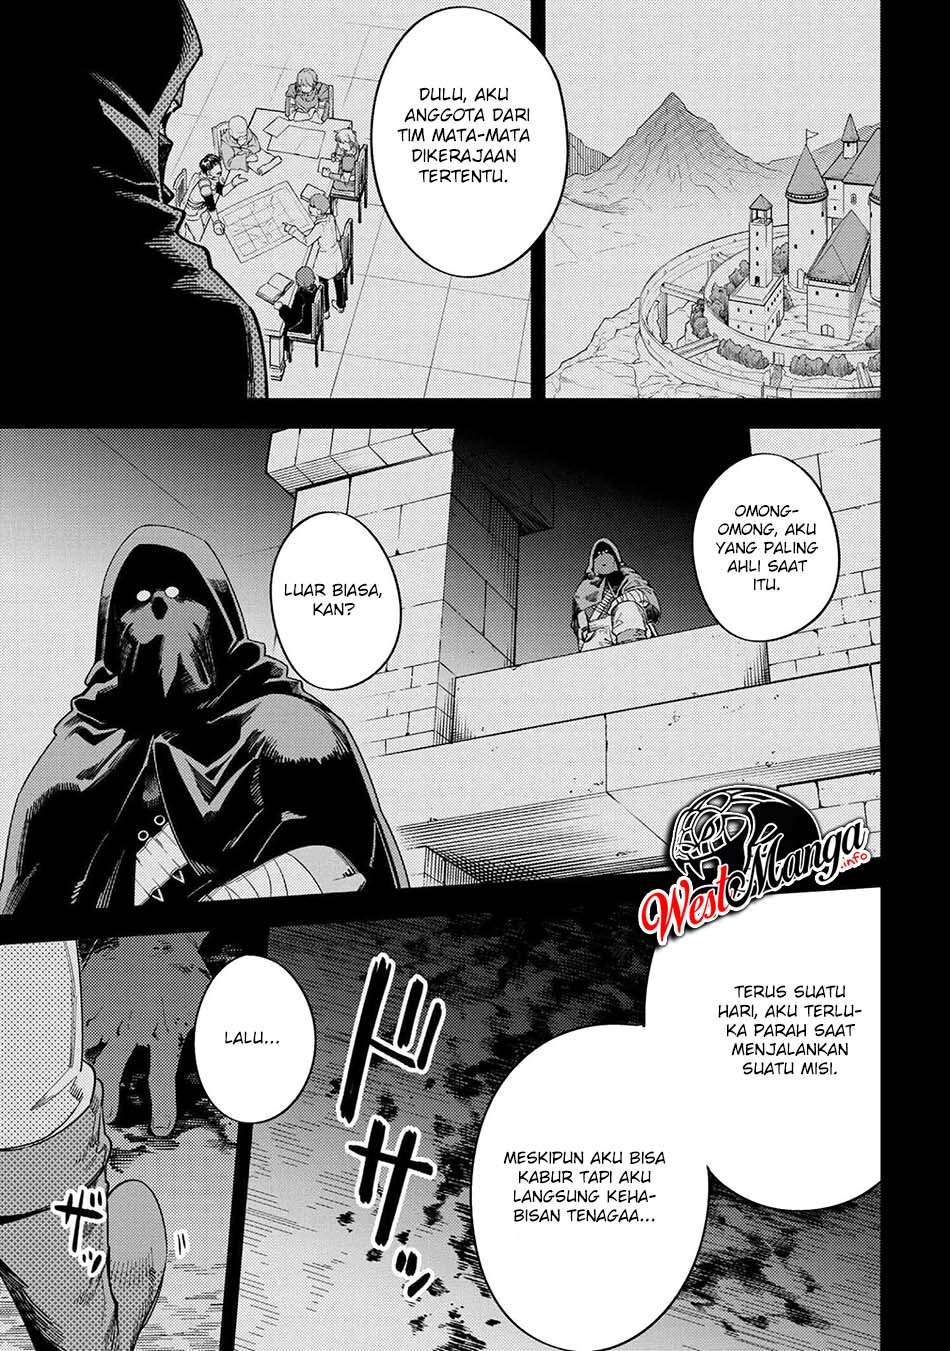 DULU, AKU
ANGGOTA DARI
TIM MATA-MATA
DIKERAJAAN
TERTENTU.
OMONG-
OMONG, AKU
YANG PALING
AHLI SAAT
ITU.
LUAR BIASA,
KAN?
WEST MANGA
.info
TERUS SUATU
HARI, AKU TERLU-
KA PARAH SAAT
MENJALANKAN
SUATU MISI.
MESKIPUN AKU BISA
KABUR TAPI AKU
LANGSUNG KEHA-
BISAN TENAGAA...
ドサッ
LALU...
ザッ